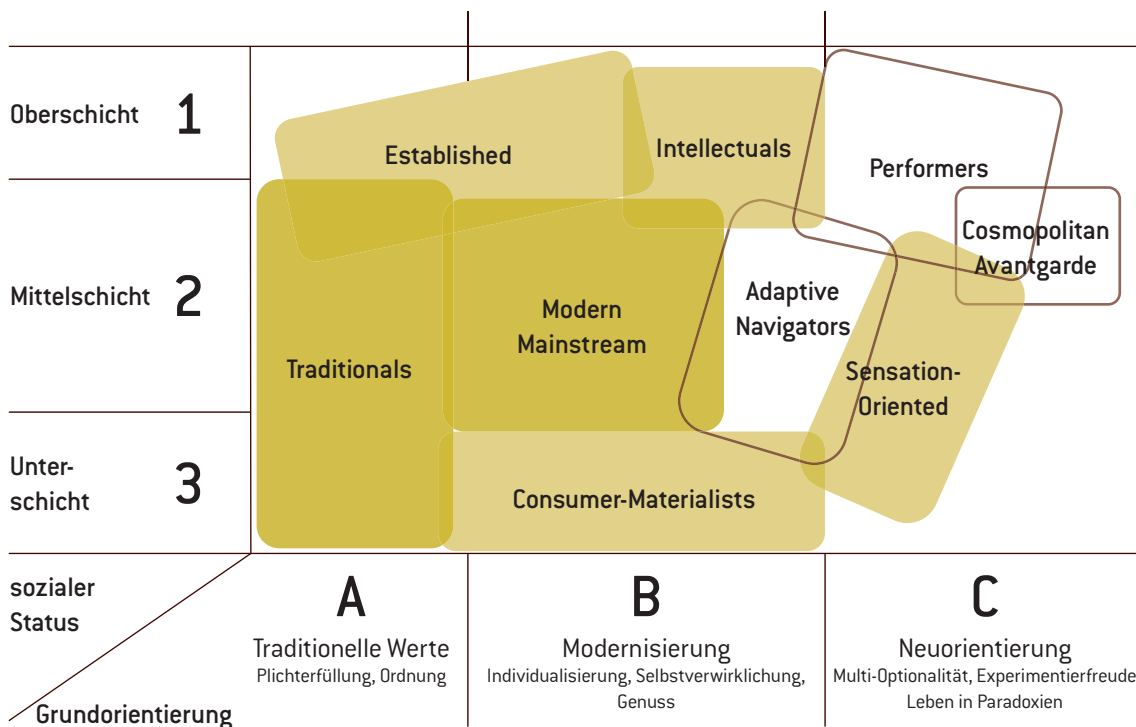 Oberschicht 1
Established
Intellectuals
Performers
Cosmopolitan
Avantgarde
Mittelschicht 2
Modern
Mainstream
Adaptive
Navigators
Traditionals
Sensation-
Oriented
Unter-
schicht 3
Consumer-Materialists
sozialer
Status
Grundorientierung
A
Traditionelle Werte
Plichterfüllung, Ordnung
B
Modernisierung
Individualisierung, Selbstverwirklichung,
Genuss
C
Neuorientierung
Multi-Optionalität, Experimentierfreude
Leben in Paradoxien